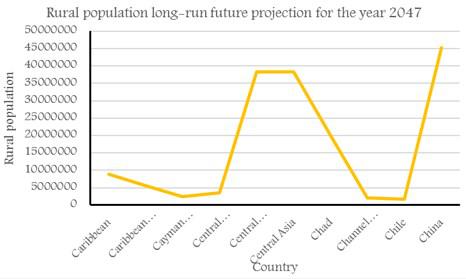 Rural population long-run future projection for the year 2047
50000000
45000000
40000000
35000000
30000000
25000000
20000000
15000000
10000000
5000000
0
Rural population
Caribbean
Caribbean...
Cayman...
Central...
Central...
Central Asia
Chad
Channel...
Chile
China
Country